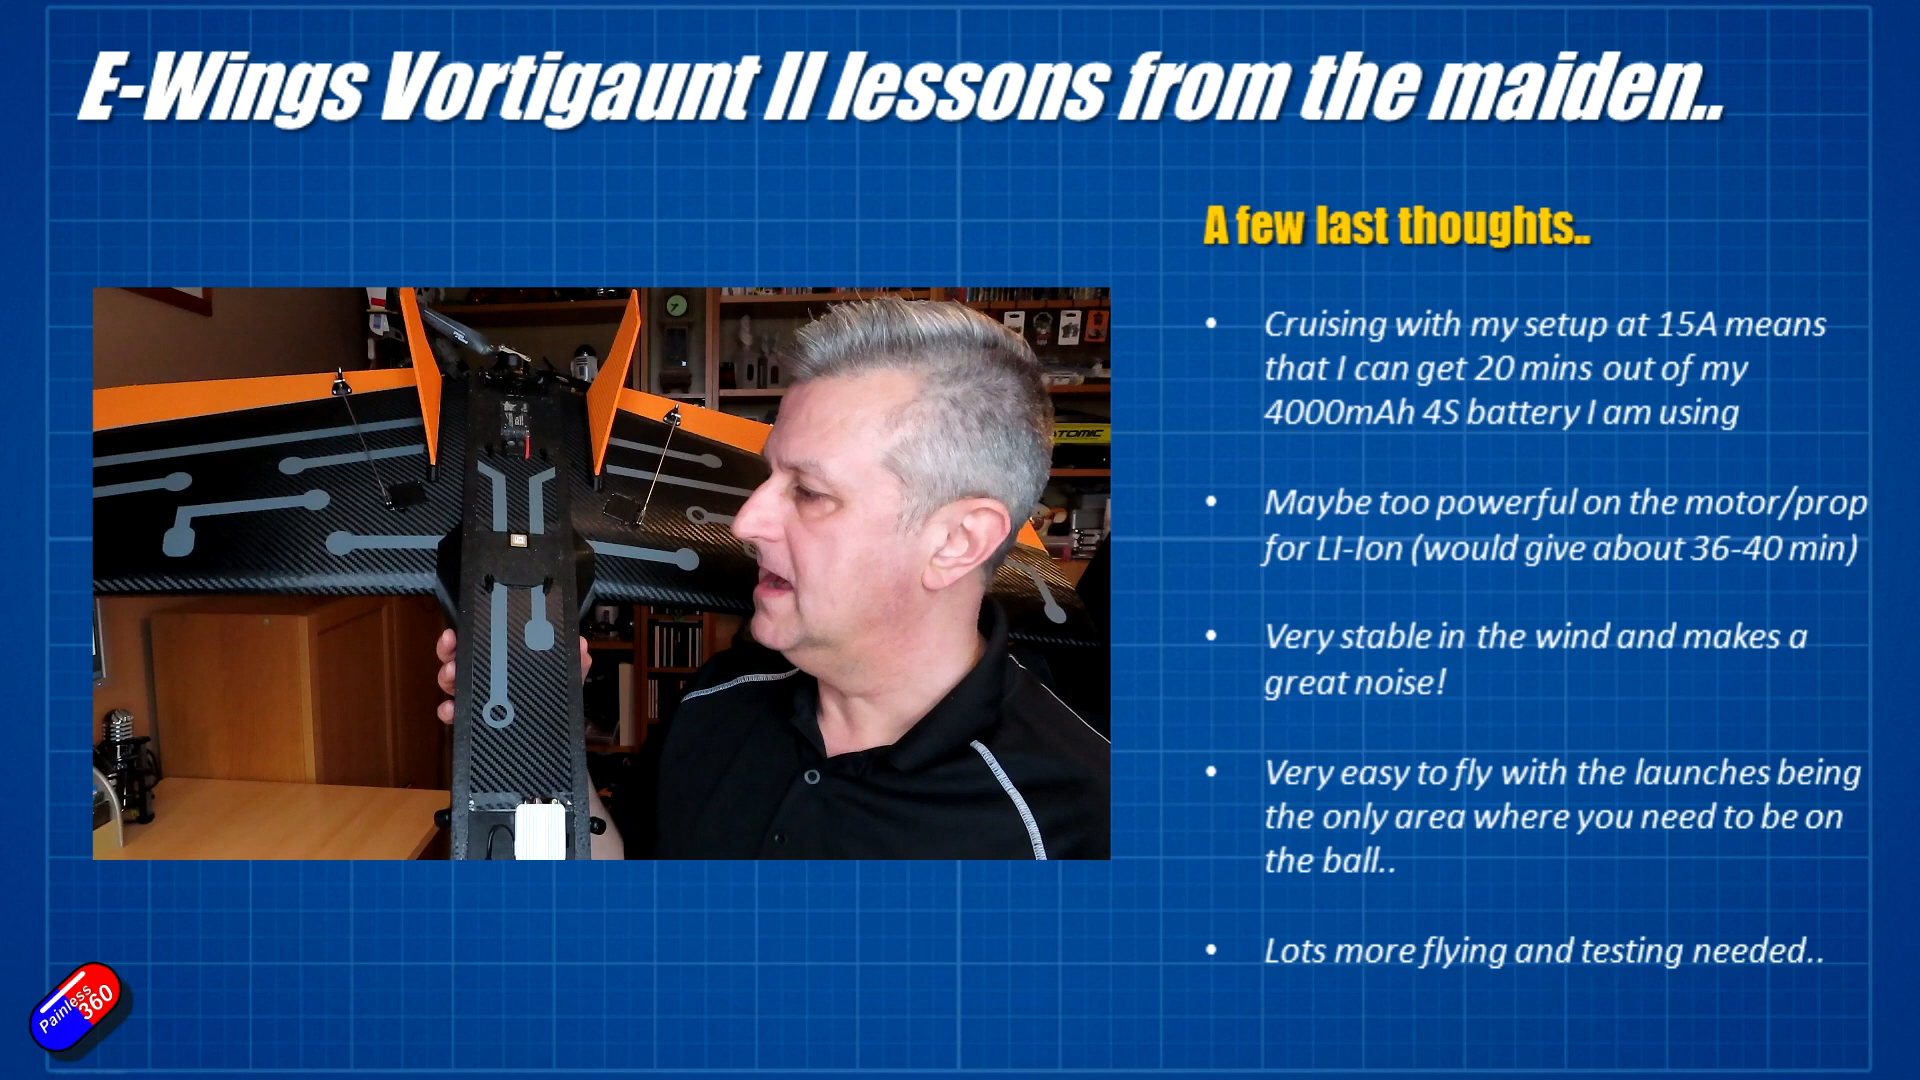 E-Wings Vortigaunt II lessons from the maiden..
A few last thoughts..
• Cruising with my setup at 15A means
that I can get 20 mins out of my
4000mAh 4S battery I am using
• Maybe too powerful on the motor/prop
for LI-Ion (would give about 36-40 min)
• Very stable in the wind and makes a
great noise!
• Very easy to fly with the launches being
the only area where you need to be on
the ball..
• Lots more flying and testing needed..
ATOMIC
Painless
360